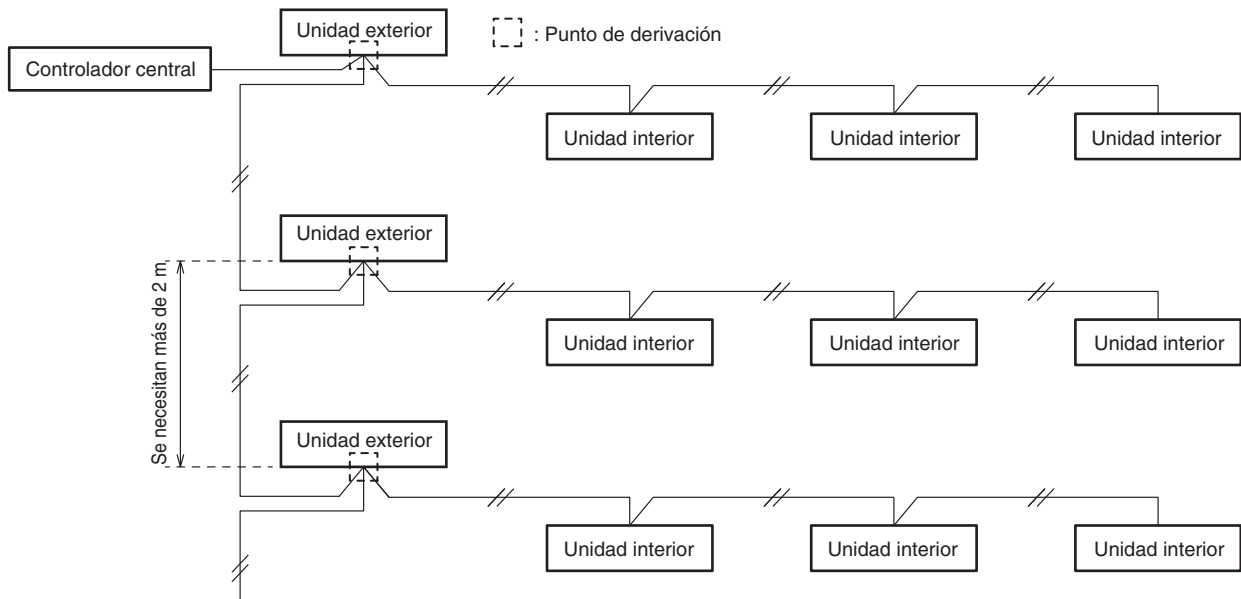 Unidad exterior
: Punto de derivación
Controlador central
Unidad interior
Unidad interior
Unidad interior
Unidad exterior
Se necesitan más de 2 m
Unidad interior
Unidad interior
Unidad interior
Unidad exterior
Unidad interior
Unidad interior
Unidad interior